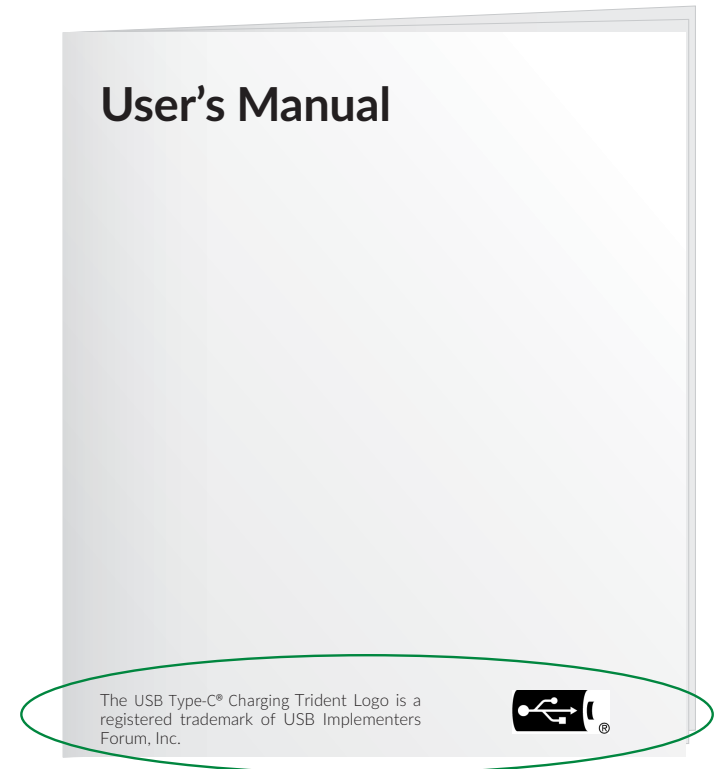 User’s Manual
The USB Type-C® Charging Trident Logo is a
registered trademark of USB Implementers
Forum, Inc.
®